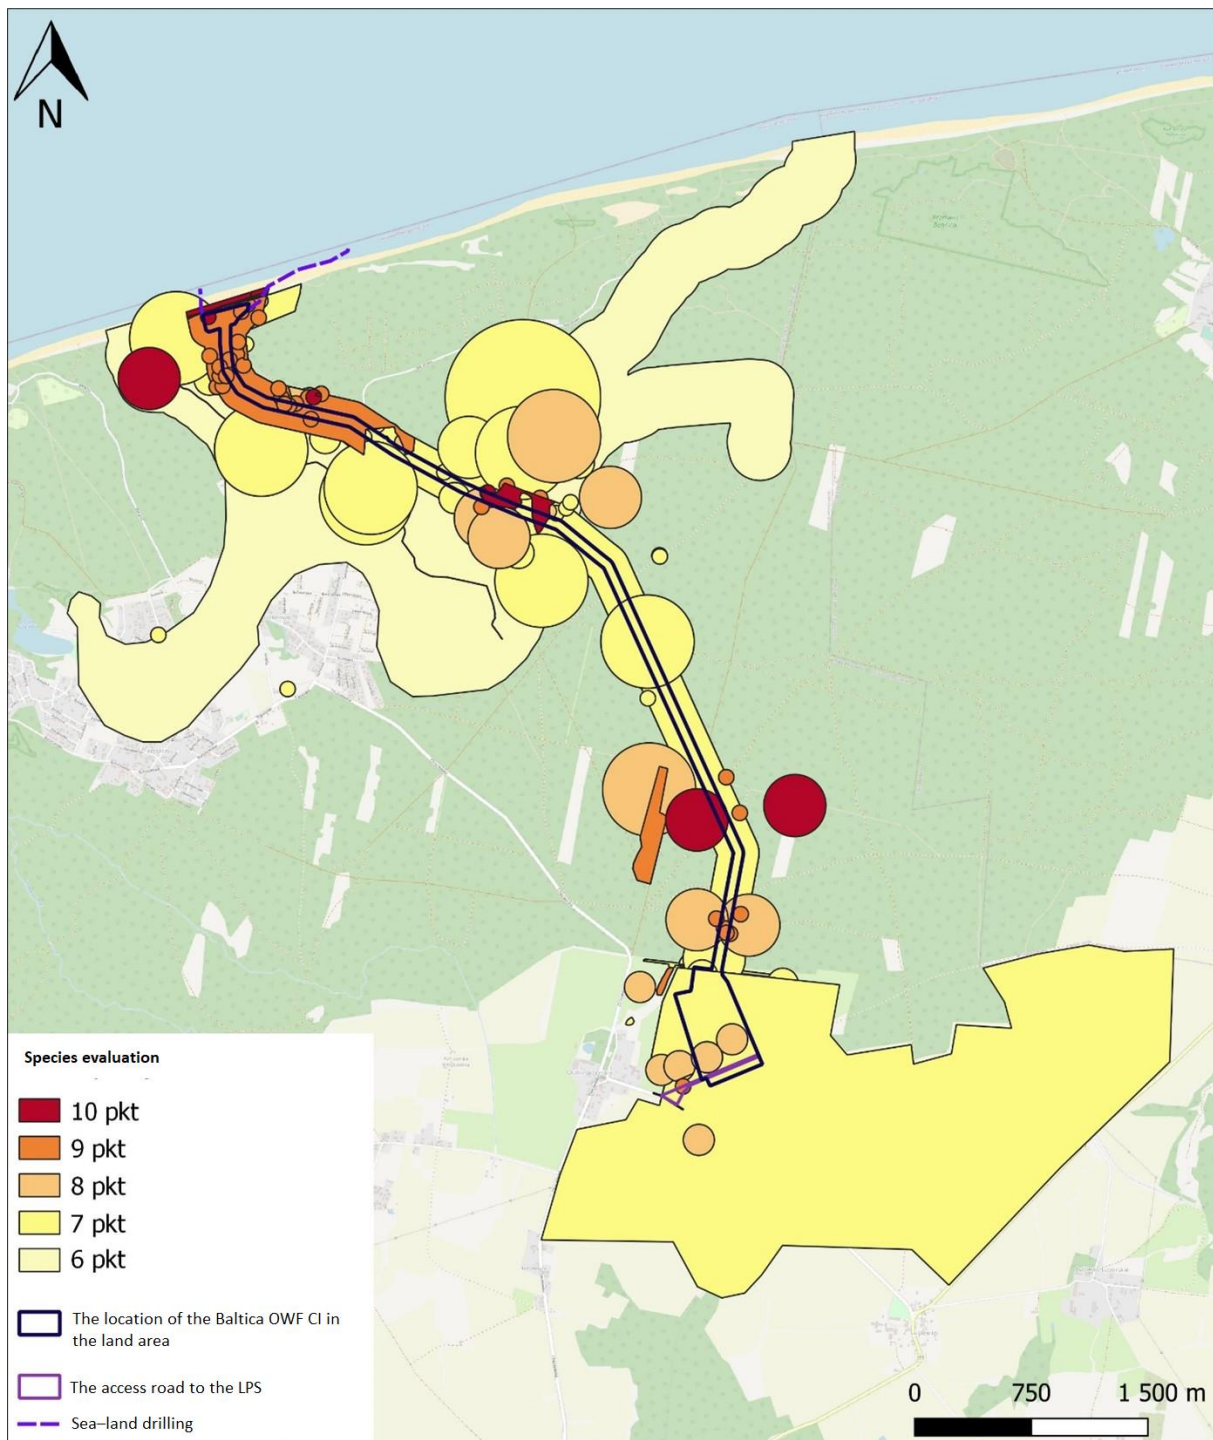 N
Species evaluation
10 pkt
9 pkt
8 pkt
7 pkt
6 pkt
The location of the Baltica OWF CI in
the land area
The access road to the LPS
Sea–land drilling
0 750 1 500 m